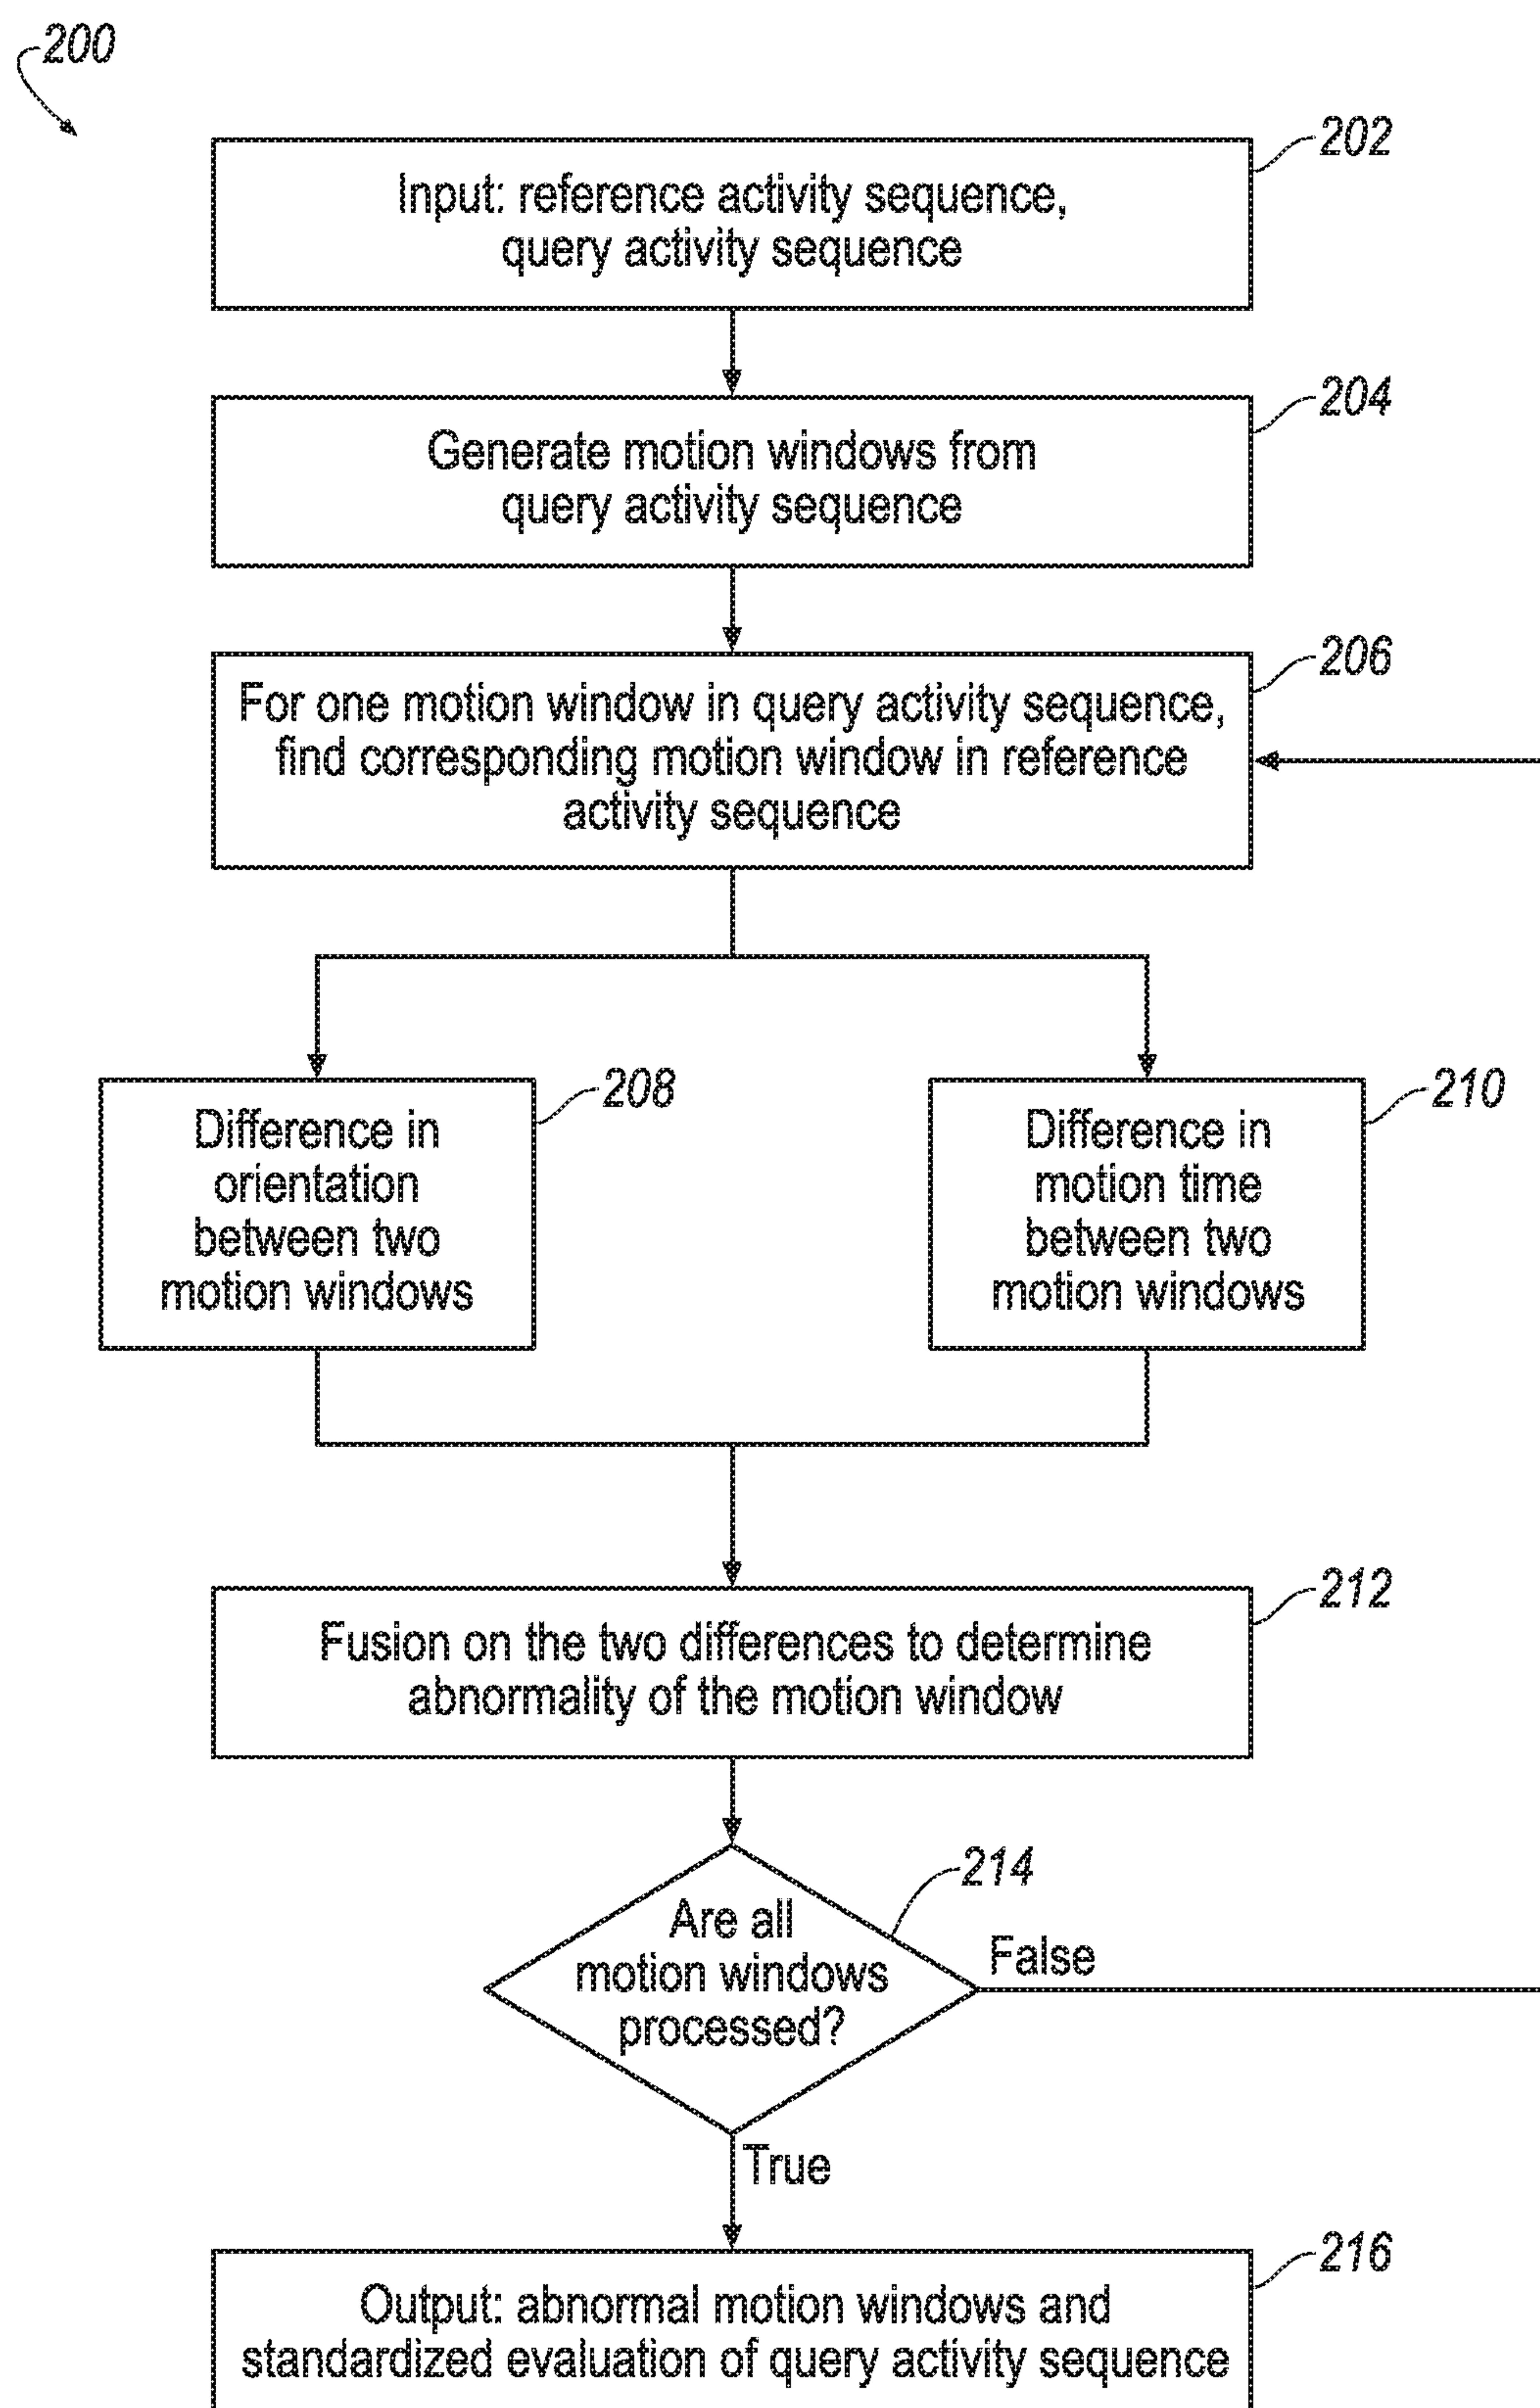 200
202
Input: reference activity sequence,
query activity sequence
204
Generate motion windows from
query activity sequence
206
For one motion window in query activity sequence,
find corresponding motion window in reference
activity sequence
208
Difference in
orientation
between two
motion windows
210
Difference in
motion time
between two
motion windows
212
Fusion on the two differences to determine
abnormality of the motion window
214
Are all
motion windows
processed?
False
True
216
Output: abnormal motion windows and
standardized evaluation of query activity sequence